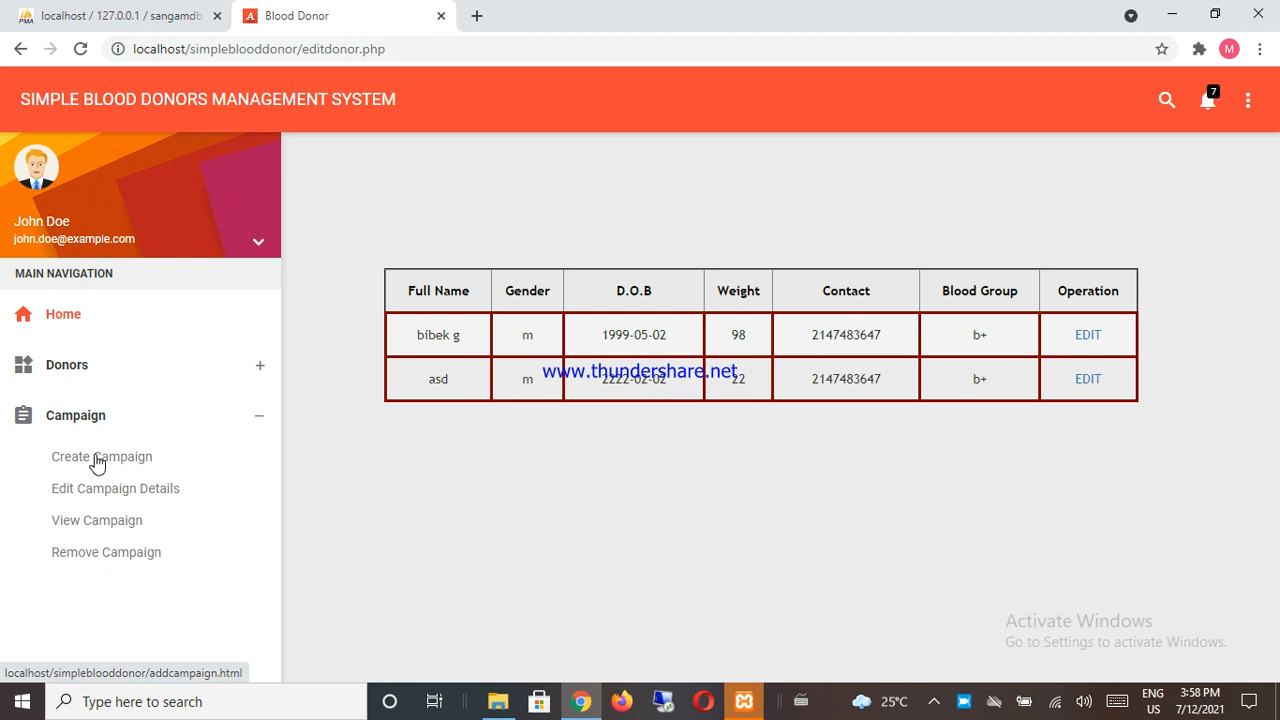 localhost / 127.0.0.1 / sangamdb
Blood Donor
localhost/simpleblooddonor/editdonor.php
M
SIMPLE BLOOD DONORS MANAGEMENT SYSTEM
7
John Doe
john.doe@example.com
MAIN NAVIGATION
Home
Donors
Campaign
Create Campaign
Edit Campaign Details
View Campaign
Remove Campaign
Full Name Gender D.O.B Weight Contact Blood Group Operation
bibek g m 1999-05-02 98 2147483647 b+ EDIT
www.thundershare.net
asd m 2222-02-02 22 2147483647 b+ EDIT
Activate Windows
Go to Settings to activate Windows.
localhost/simpleblooddonor/addcampaign.html
Type here to search
25°C
ENG
US
3:58 PM
7/12/2021